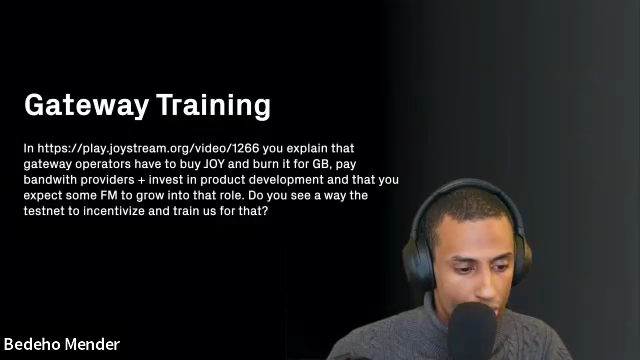 Gateway Training
In https://play.joystream.org/video/1266 you explain that
gateway operators have to buy JOY and burn it for GB, pay
bandwith providers + invest in product development and that you
expect some FM to grow into that role. Do you see a way the
testnet to incentivize and train us for that?
Bedeho Mender